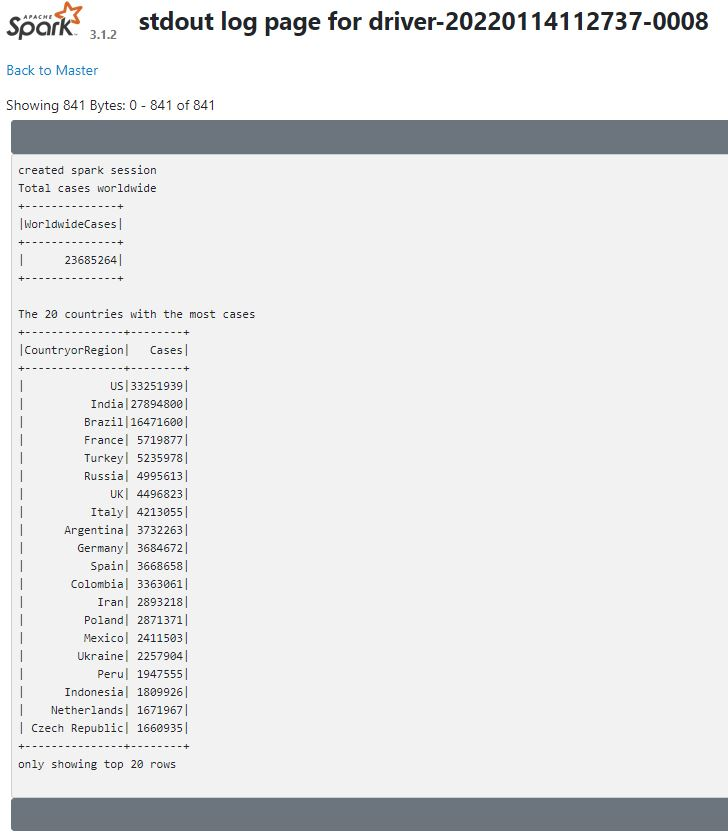 APACHE
Spark 3.1.2 stdout log page for driver-20220114112737-0008
Back to Master
Showing 841 Bytes: 0 - 841 of 841
created spark session
Total cases worldwide
+--------------+
|WorldwideCases|
+--------------+
|      23685264|
+--------------+
The 20 countries with the most cases
+---------------+--------+
|CountryorRegion|   Cases|
+---------------+--------+
|             US|33251939|
|          India|27894800|
|         Brazil|16471600|
|         France| 5719877|
|         Turkey| 5235978|
|         Russia| 4995613|
|             UK| 4496823|
|          Italy| 4213055|
|      Argentina| 3732263|
|        Germany| 3684672|
|          Spain| 3668658|
|       Colombia| 3363061|
|           Iran| 2893218|
|         Poland| 2871371|
|         Mexico| 2411503|
|        Ukraine| 2257904|
|           Peru| 1947555|
|      Indonesia| 1809926|
|    Netherlands| 1671967|
| Czech Republic| 1660935|
+---------------+--------+
only showing top 20 rows